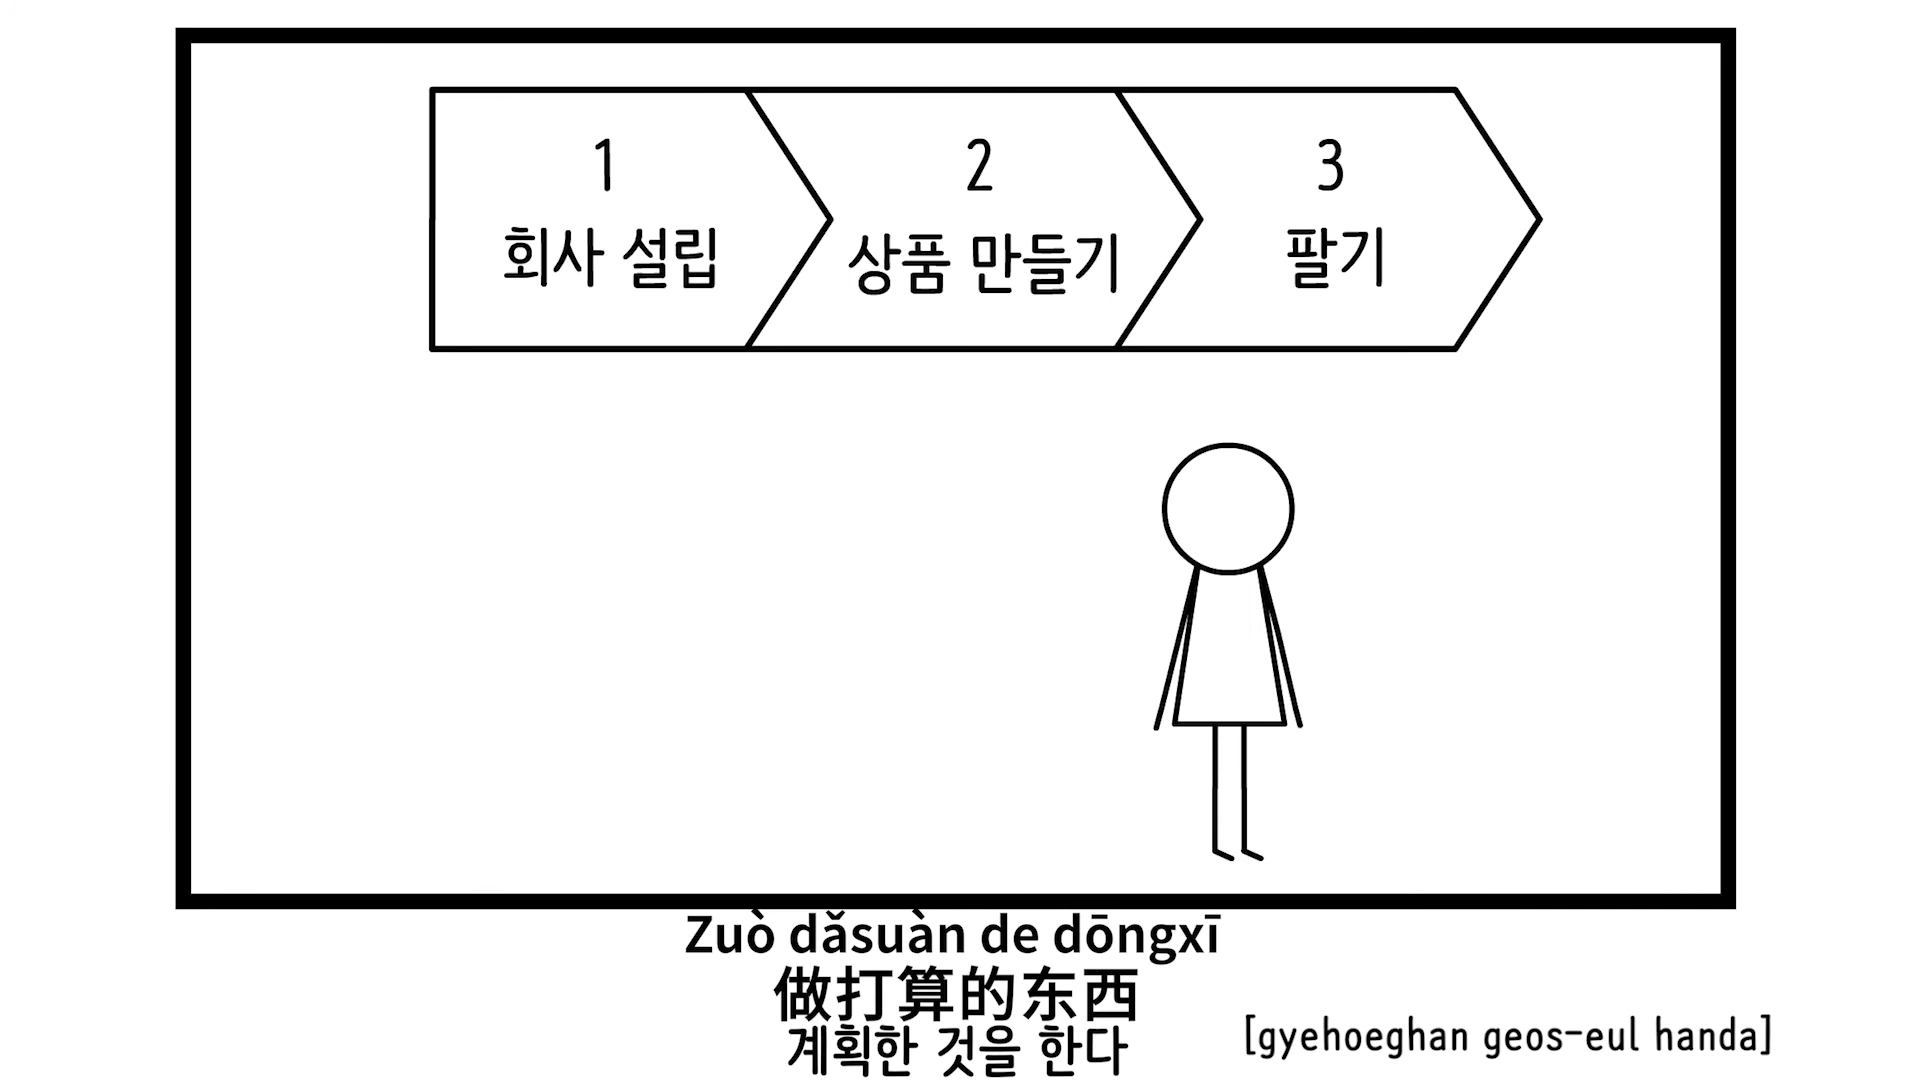 1
회사 설립
2
상품 만들기
3
팔기
Zuò dǎsuàn de dōngxī
做打算的东西
계획한 것을 한다
[gyehoeghan geos-eul handa]